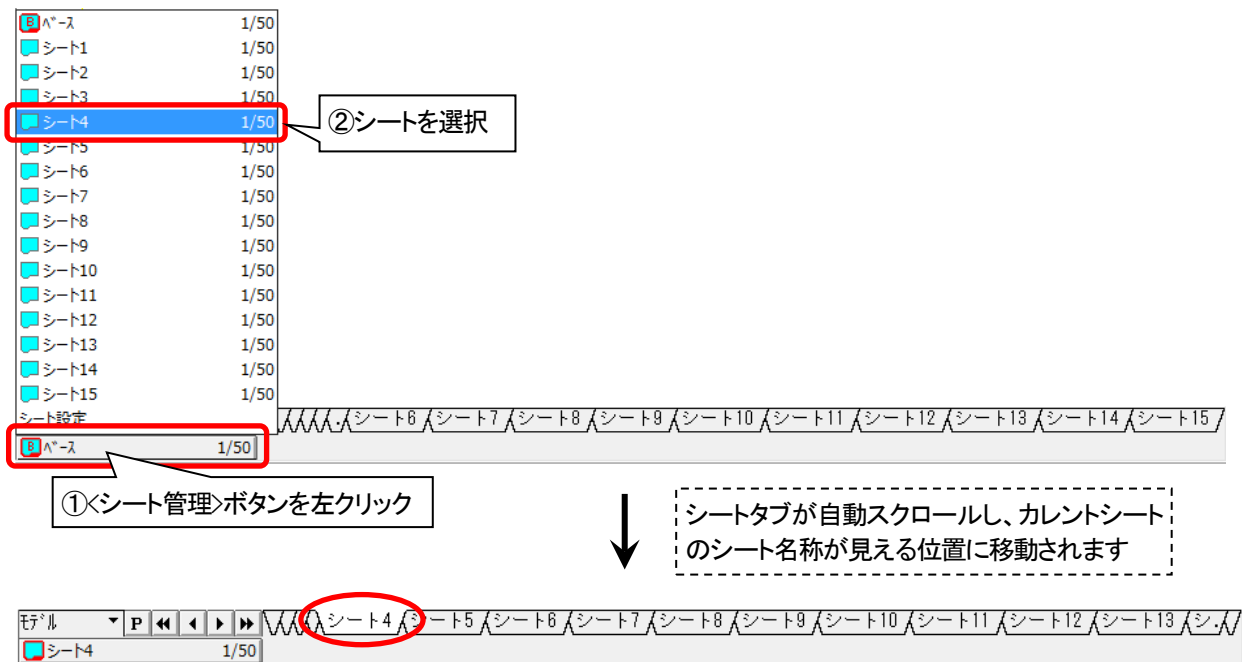 ﾍﾞｰｽ 1/50
シート1 1/50
シート2 1/50
シート3 1/50
シート4 1/50
シート5 1/50
シート6 1/50
シート7 1/50
シート8 1/50
シート9 1/50
シート10 1/50
シート11 1/50
シート12 1/50
シート13 1/50
シート14 1/50
シート15 1/50
シート設定
②シートを選択
シート6 シート7 シート8 シート9 シート10 シート11 シート12 シート13 シート14 シート15
ﾍﾞｰｽ 1/50
①<シート管理>ボタンを左クリック
シートタブが自動スクロールし、カレントシート
のシート名称が見える位置に移動されます
ﾓﾃﾞﾙ P シート4 シート5 シート6 シート7 シート8 シート9 シート10 シート11 シート12 シート13 シ.
シート4 1/50